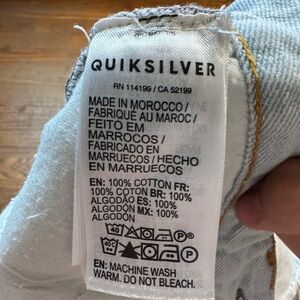 QUIKSILVER
RN 114199 / CA 52199
MADE IN MOROCCO /
FABRIQUÉ AU MAROC /
FEITO EM
MARROCOS /
FABRICADO EN
MARRUECOS / HECHO
EN MARRUECOS
EN: 100% COTTON FR:
100% COTON BR: 100%
ALGODÃO ES: 100%
ALGODÓN MX: 100%
ALGODÓN
40 P
40 P
EN: MACHINE WASH
WARM. DO NOT BLEACH.